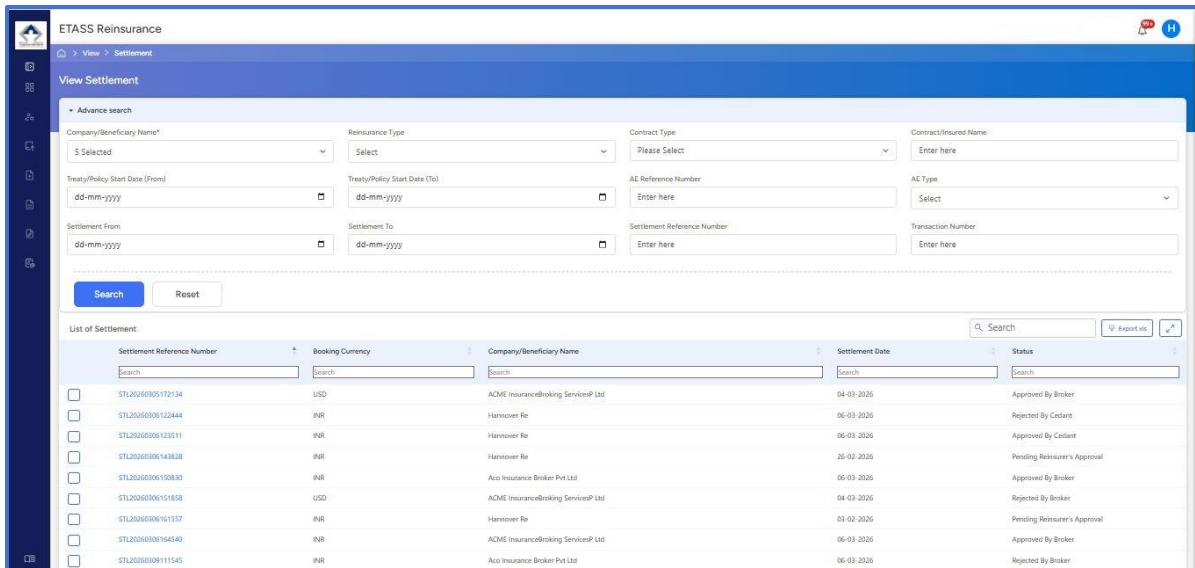 ETASS Reinsurance
99+
H
> View > Settlement
View Settlement
Advance search
Company/Beneficiary Name* Reinsurance Type Contract Type Contract/Insured Name
5 Selected Select Please Select Enter here
Treaty/Policy Start Date (From) Treaty/Policy Start Date (To) AE Reference Number AE Type
dd-mm-yyyy dd-mm-yyyy Enter here Select
Settlement From Settlement To Settlement Reference Number Transaction Number
dd-mm-yyyy dd-mm-yyyy Enter here Enter here
Search Reset
List of Settlement Search Export xls
Settlement Reference Number Booking Currency Company/Beneficiary Name Settlement Date Status
Search Search Search Search Search
STL20260305172134 USD ACME InsuranceBroking ServicesP Ltd 04-03-2026 Approved By Broker
STL20260306122444 INR Hannover Re 06-03-2026 Rejected By Cedant
STL20260306123511 INR Hannover Re 06-03-2026 Approved By Cedant
STL20260306143828 INR Hannover Re 26-02-2026 Pending Reinsurer's Approval
STL20260306150830 INR Aco Insurance Broker Pvt Ltd 06-03-2026 Approved By Broker
STL20260306151858 USD ACME InsuranceBroking ServicesP Ltd 04-03-2026 Rejected By Broker
STL20260306161557 INR Hannover Re 03-02-2026 Pending Reinsurer's Approval
STL20260306164540 INR ACME InsuranceBroking ServicesP Ltd 06-03-2026 Approved By Broker
STL20260309111545 INR Aco Insurance Broker Pvt Ltd 06-03-2026 Rejected By Broker